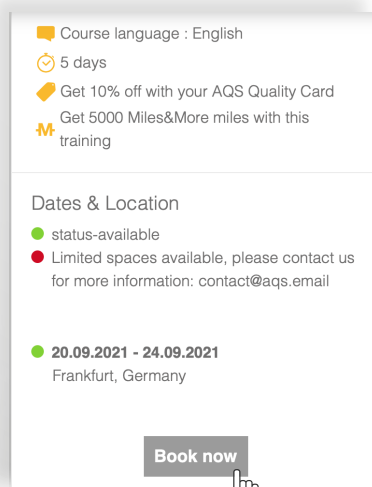 Course language : English
5 days
Get 10% off with your AQS Quality Card
Get 5000 Miles&More miles with this
training
Dates & Location
status-available
Limited spaces available, please contact us
for more information: contact@aqs.email
20.09.2021 - 24.09.2021
Frankfurt, Germany
Book now